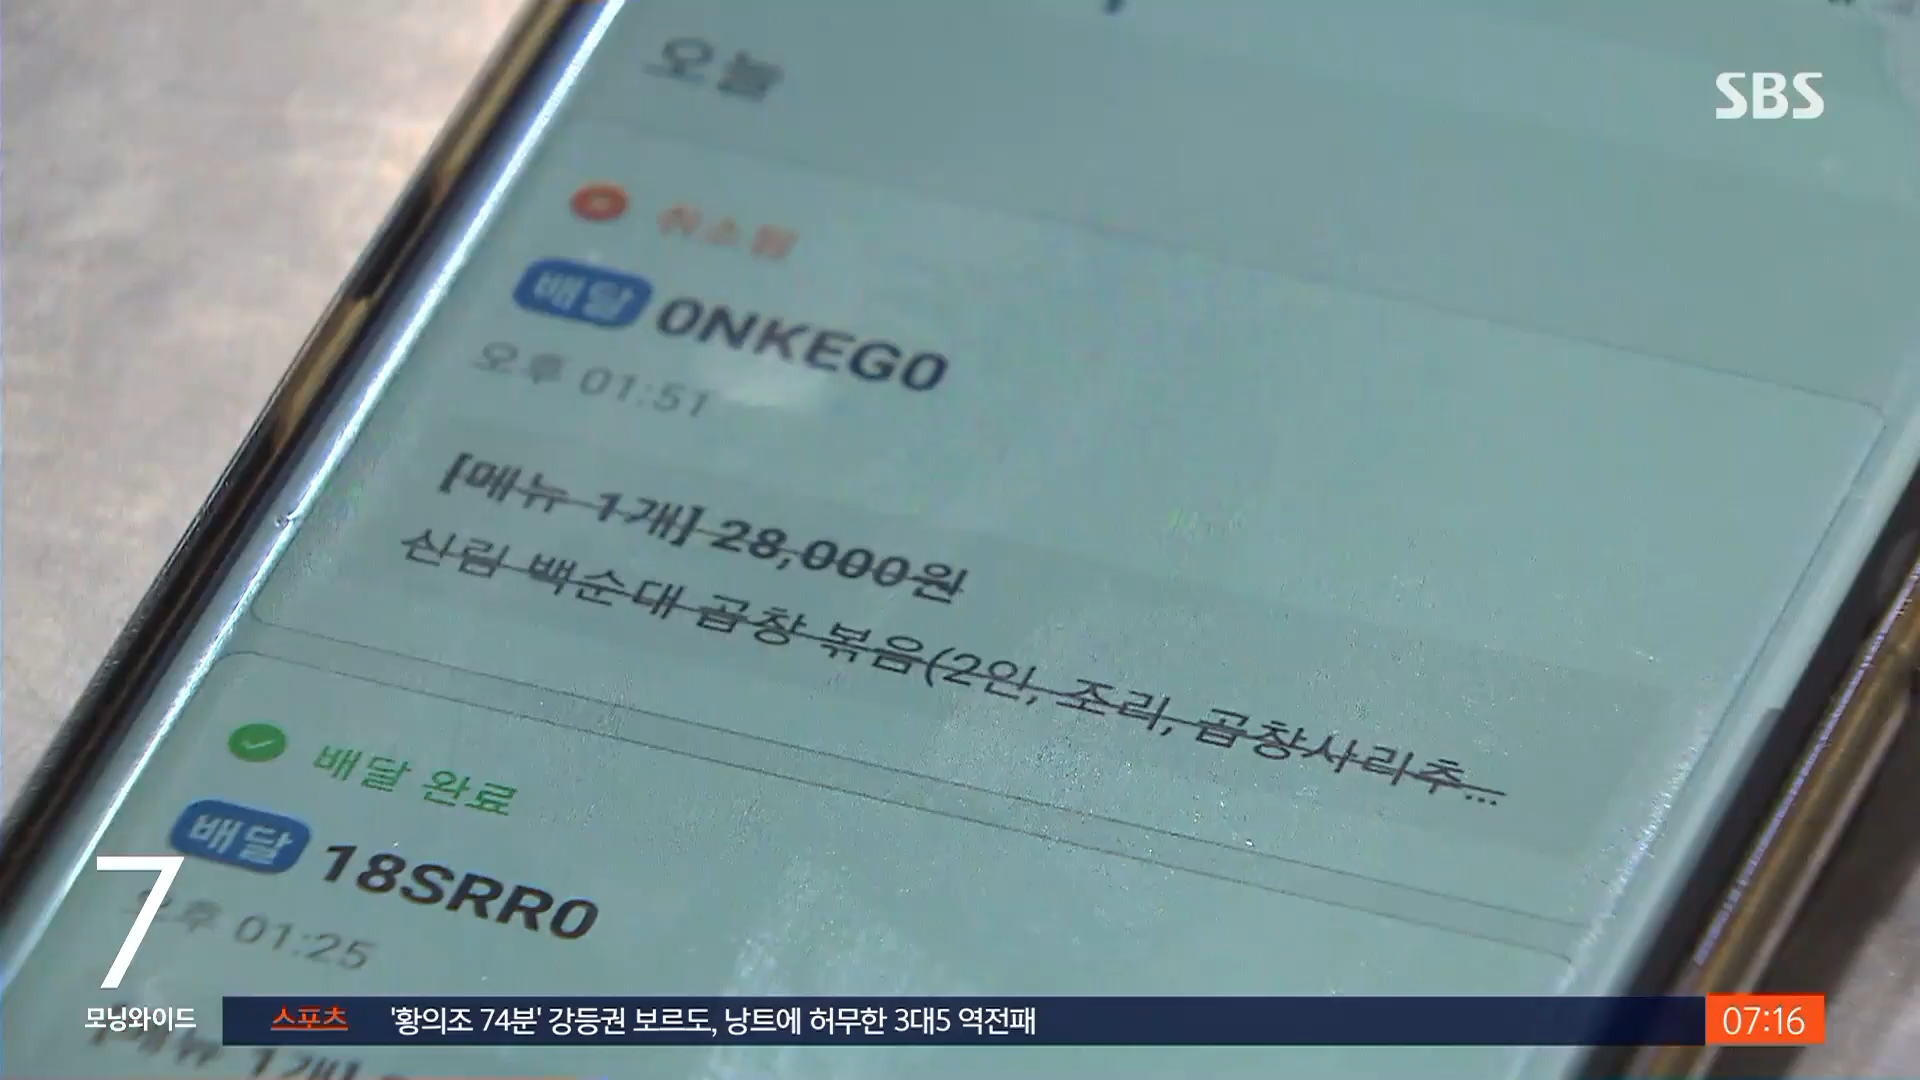 오늘
SBS
취소됨
배달 0NKEG0
오후 01:51
[메뉴 1개] 28,000원
신림 백순대 곱창 볶음(2인, 조리, 곱창사리추...
배달 완료
배달 18SRR0
오후 01:25
[메뉴 1개]
7
모닝와이드
스포츠 '황의조 74분' 강등권 보르도, 낭트에 허무한 3대5 역전패
07:16